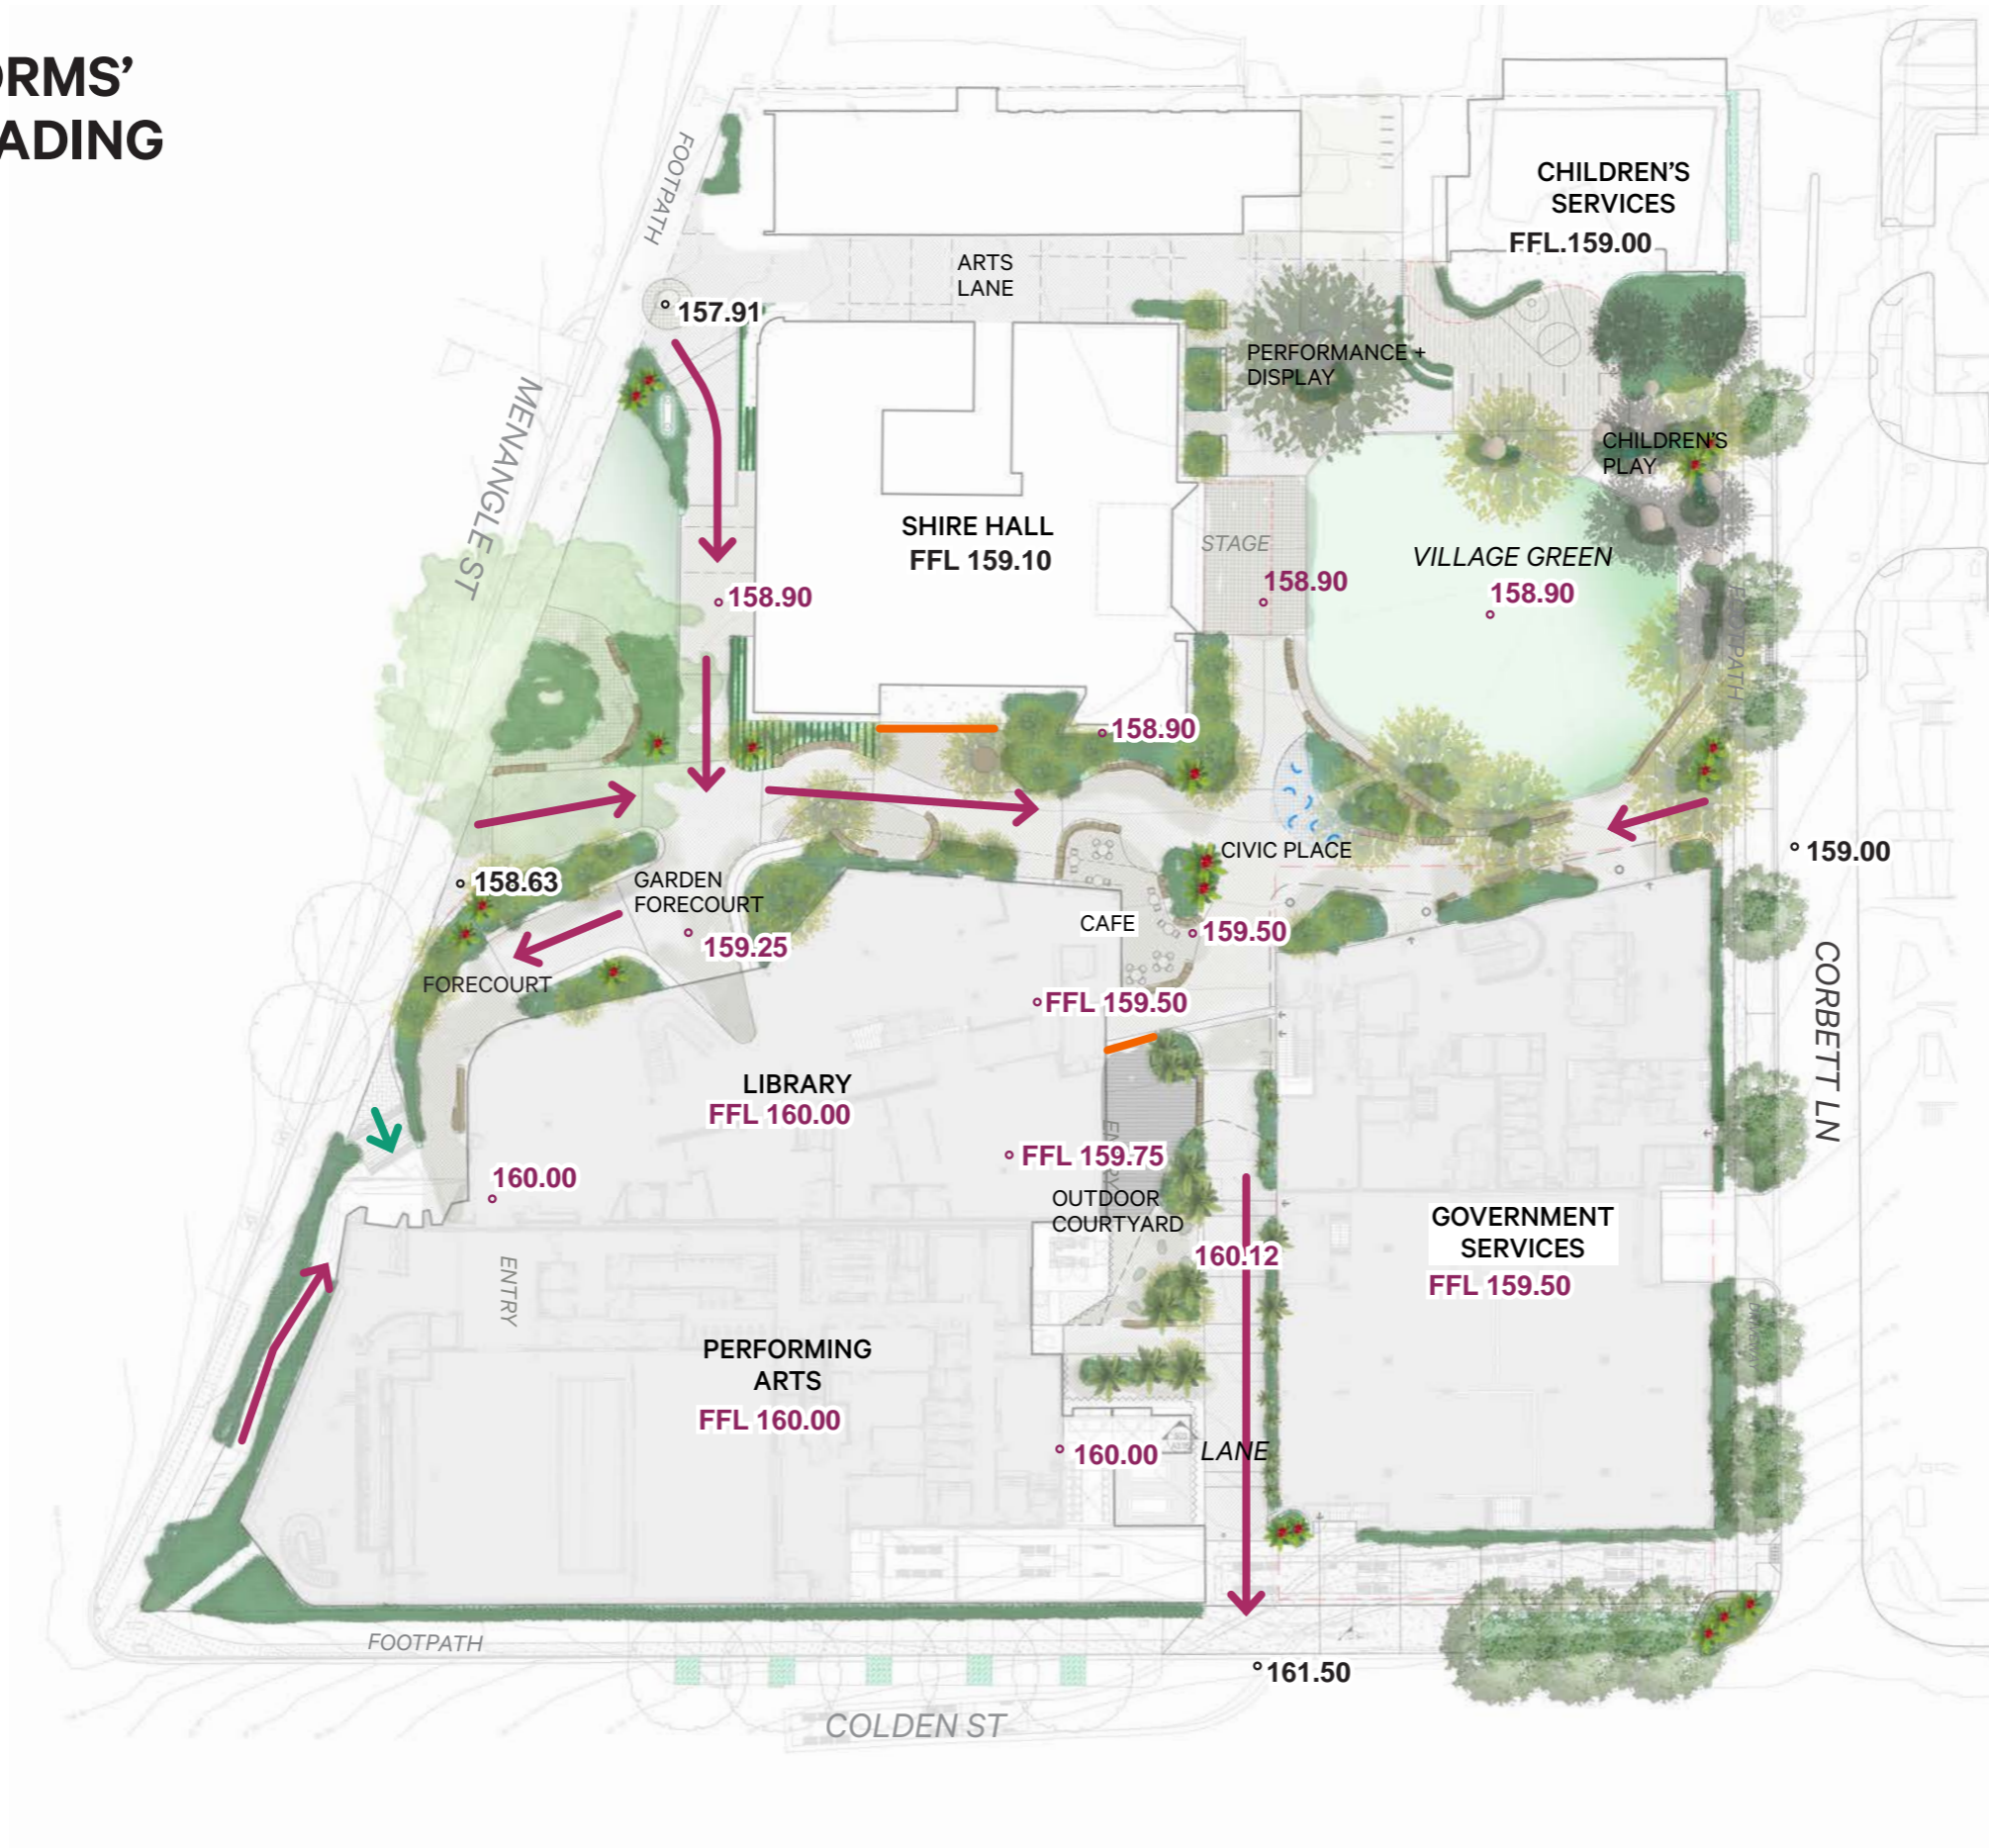 ORMS’
ADING
FOOTPATH
CHILDREN’S
SERVICES
FFL.159.00
ARTS
LANE
157.91
PERFORMANCE +
DISPLAY
MENANGLE ST
CHILDREN’S
PLAY
SHIRE HALL
FFL 159.10
STAGE
VILLAGE GREEN
158.90
158.90
158.90
158.90
CIVIC PLACE
159.00
158.63
GARDEN
FORECOURT
159.25
CAFE
159.50
FORECOURT
FFL 159.50
CORBETT LN
LIBRARY
FFL 160.00
FFL 159.75
160.00
OUTDOOR
COURTYARD
ENTRY
160.12
GOVERNMENT
SERVICES
FFL 159.50
PERFORMING
ARTS
FFL 160.00
160.00
LANE
FOOTPATH
161.50
COLDEN ST